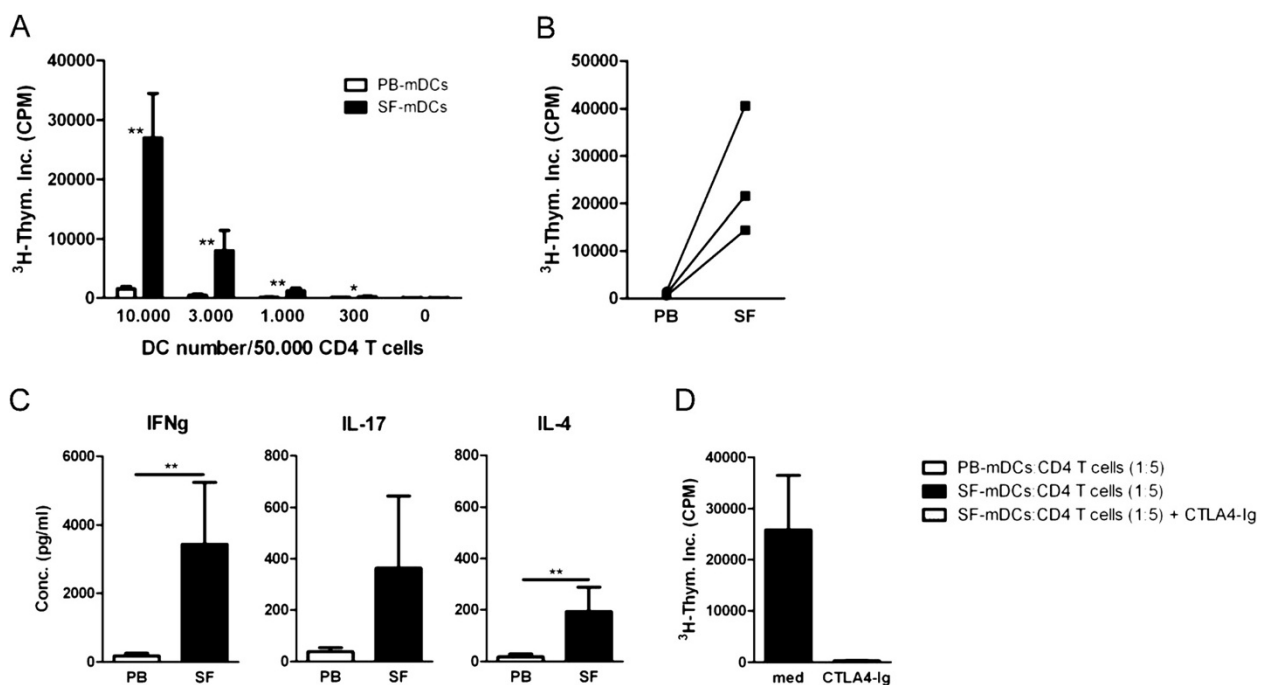 A
³H-Thym. Inc. (CPM)
40000
30000
20000
10000
0
PB-mDCs
SF-mDCs
**
**
**
*
10.000 3.000 1.000 300 0
DC number/50.000 CD4 T cells
B
³H-Thym. Inc. (CPM)
50000
40000
30000
20000
10000
0
PB SF
C
IFNg
Conc. (pg/ml)
6000
4000
2000
0
**
PB SF
IL-17
800
600
400
200
0
PB SF
IL-4
800
600
400
200
0
**
PB SF
D
³H-Thym. Inc. (CPM)
40000
30000
20000
10000
0
med CTLA4-Ig
PB-mDCs:CD4 T cells (1:5)
SF-mDCs:CD4 T cells (1:5)
SF-mDCs:CD4 T cells (1:5) + CTLA4-Ig